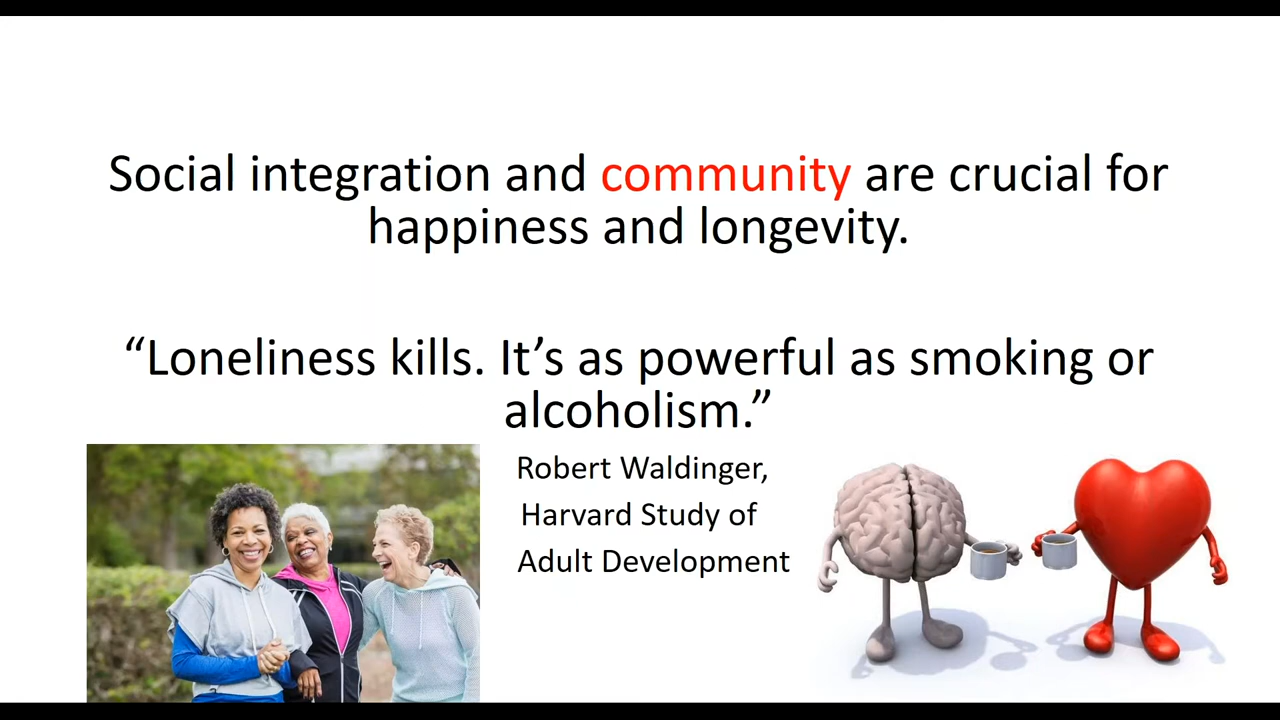 Social integration and community are crucial for
happiness and longevity.
“Loneliness kills. It’s as powerful as smoking or
alcoholism.”
Robert Waldinger,
Harvard Study of
Adult Development